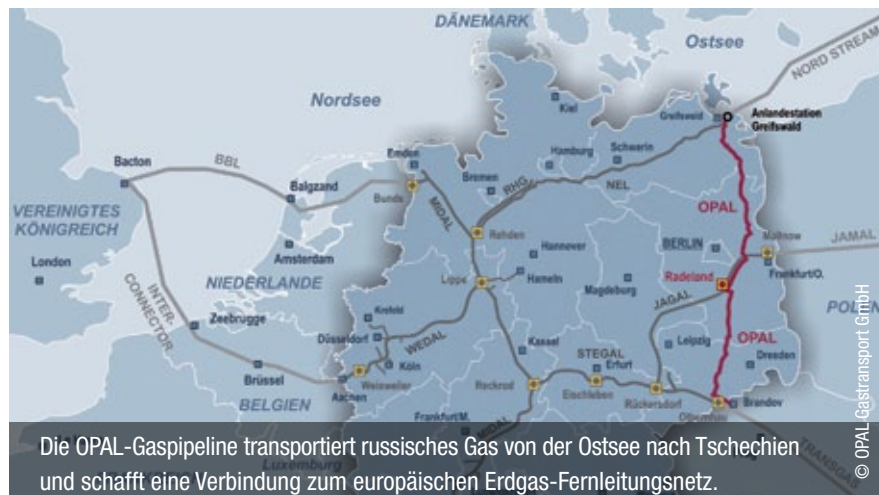 DÄNEMARK
Ostsee
NORD STREAM
Nordsee
Kiel
Greifswald
Anlandestation
Greifswald
Hamburg
Schwerin
Emden
Bremen
RHG
NEL
Bacton
BBL
Balgzand
Bunde
MIDAL
OPAL
VEREINIGTES
KÖNIGREICH
Rehden
BERLIN
Mallnow
JAMAL
London
Amsterdam
Hannover
Frankfurt/O.
NIEDERLANDE
Lippe
Hameln
Magdeburg
Radeland
INTER-
CONNECTOR
JAGAL
POLEN
Krefeld
Zeebrugge
Düsseldorf
WEDAL
Kassel
Leipzig
OPAL
STEGAL
Köln
Erfurt
Dresden
Brüssel
Weisweiler
Aachen
Reckrod
Eischleben
Rückersdorf
Olbernhau
Brandov
BELGIEN
Frankfurt/M.
MIDAL
TRANSGAS
Luxemburg
Die OPAL-Gaspipeline transportiert russisches Gas von der Ostsee nach Tschechien
und schafft eine Verbindung zum europäischen Erdgas-Fernleitungsnetz.
© OPAL Gastransport GmbH